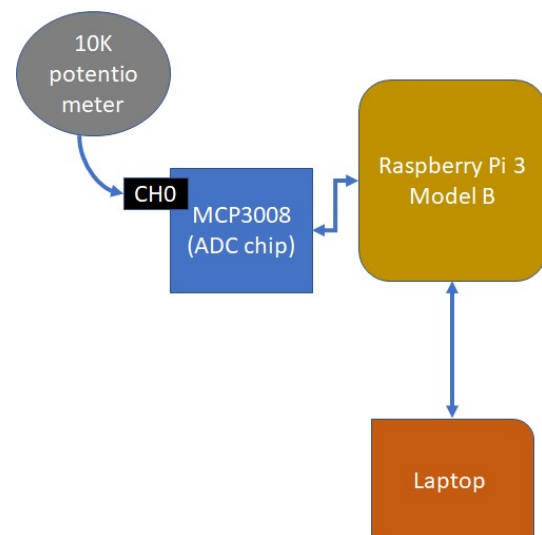 10K
potentio
meter
CH0
MCP3008
(ADC chip)
Raspberry Pi 3
Model B
Laptop